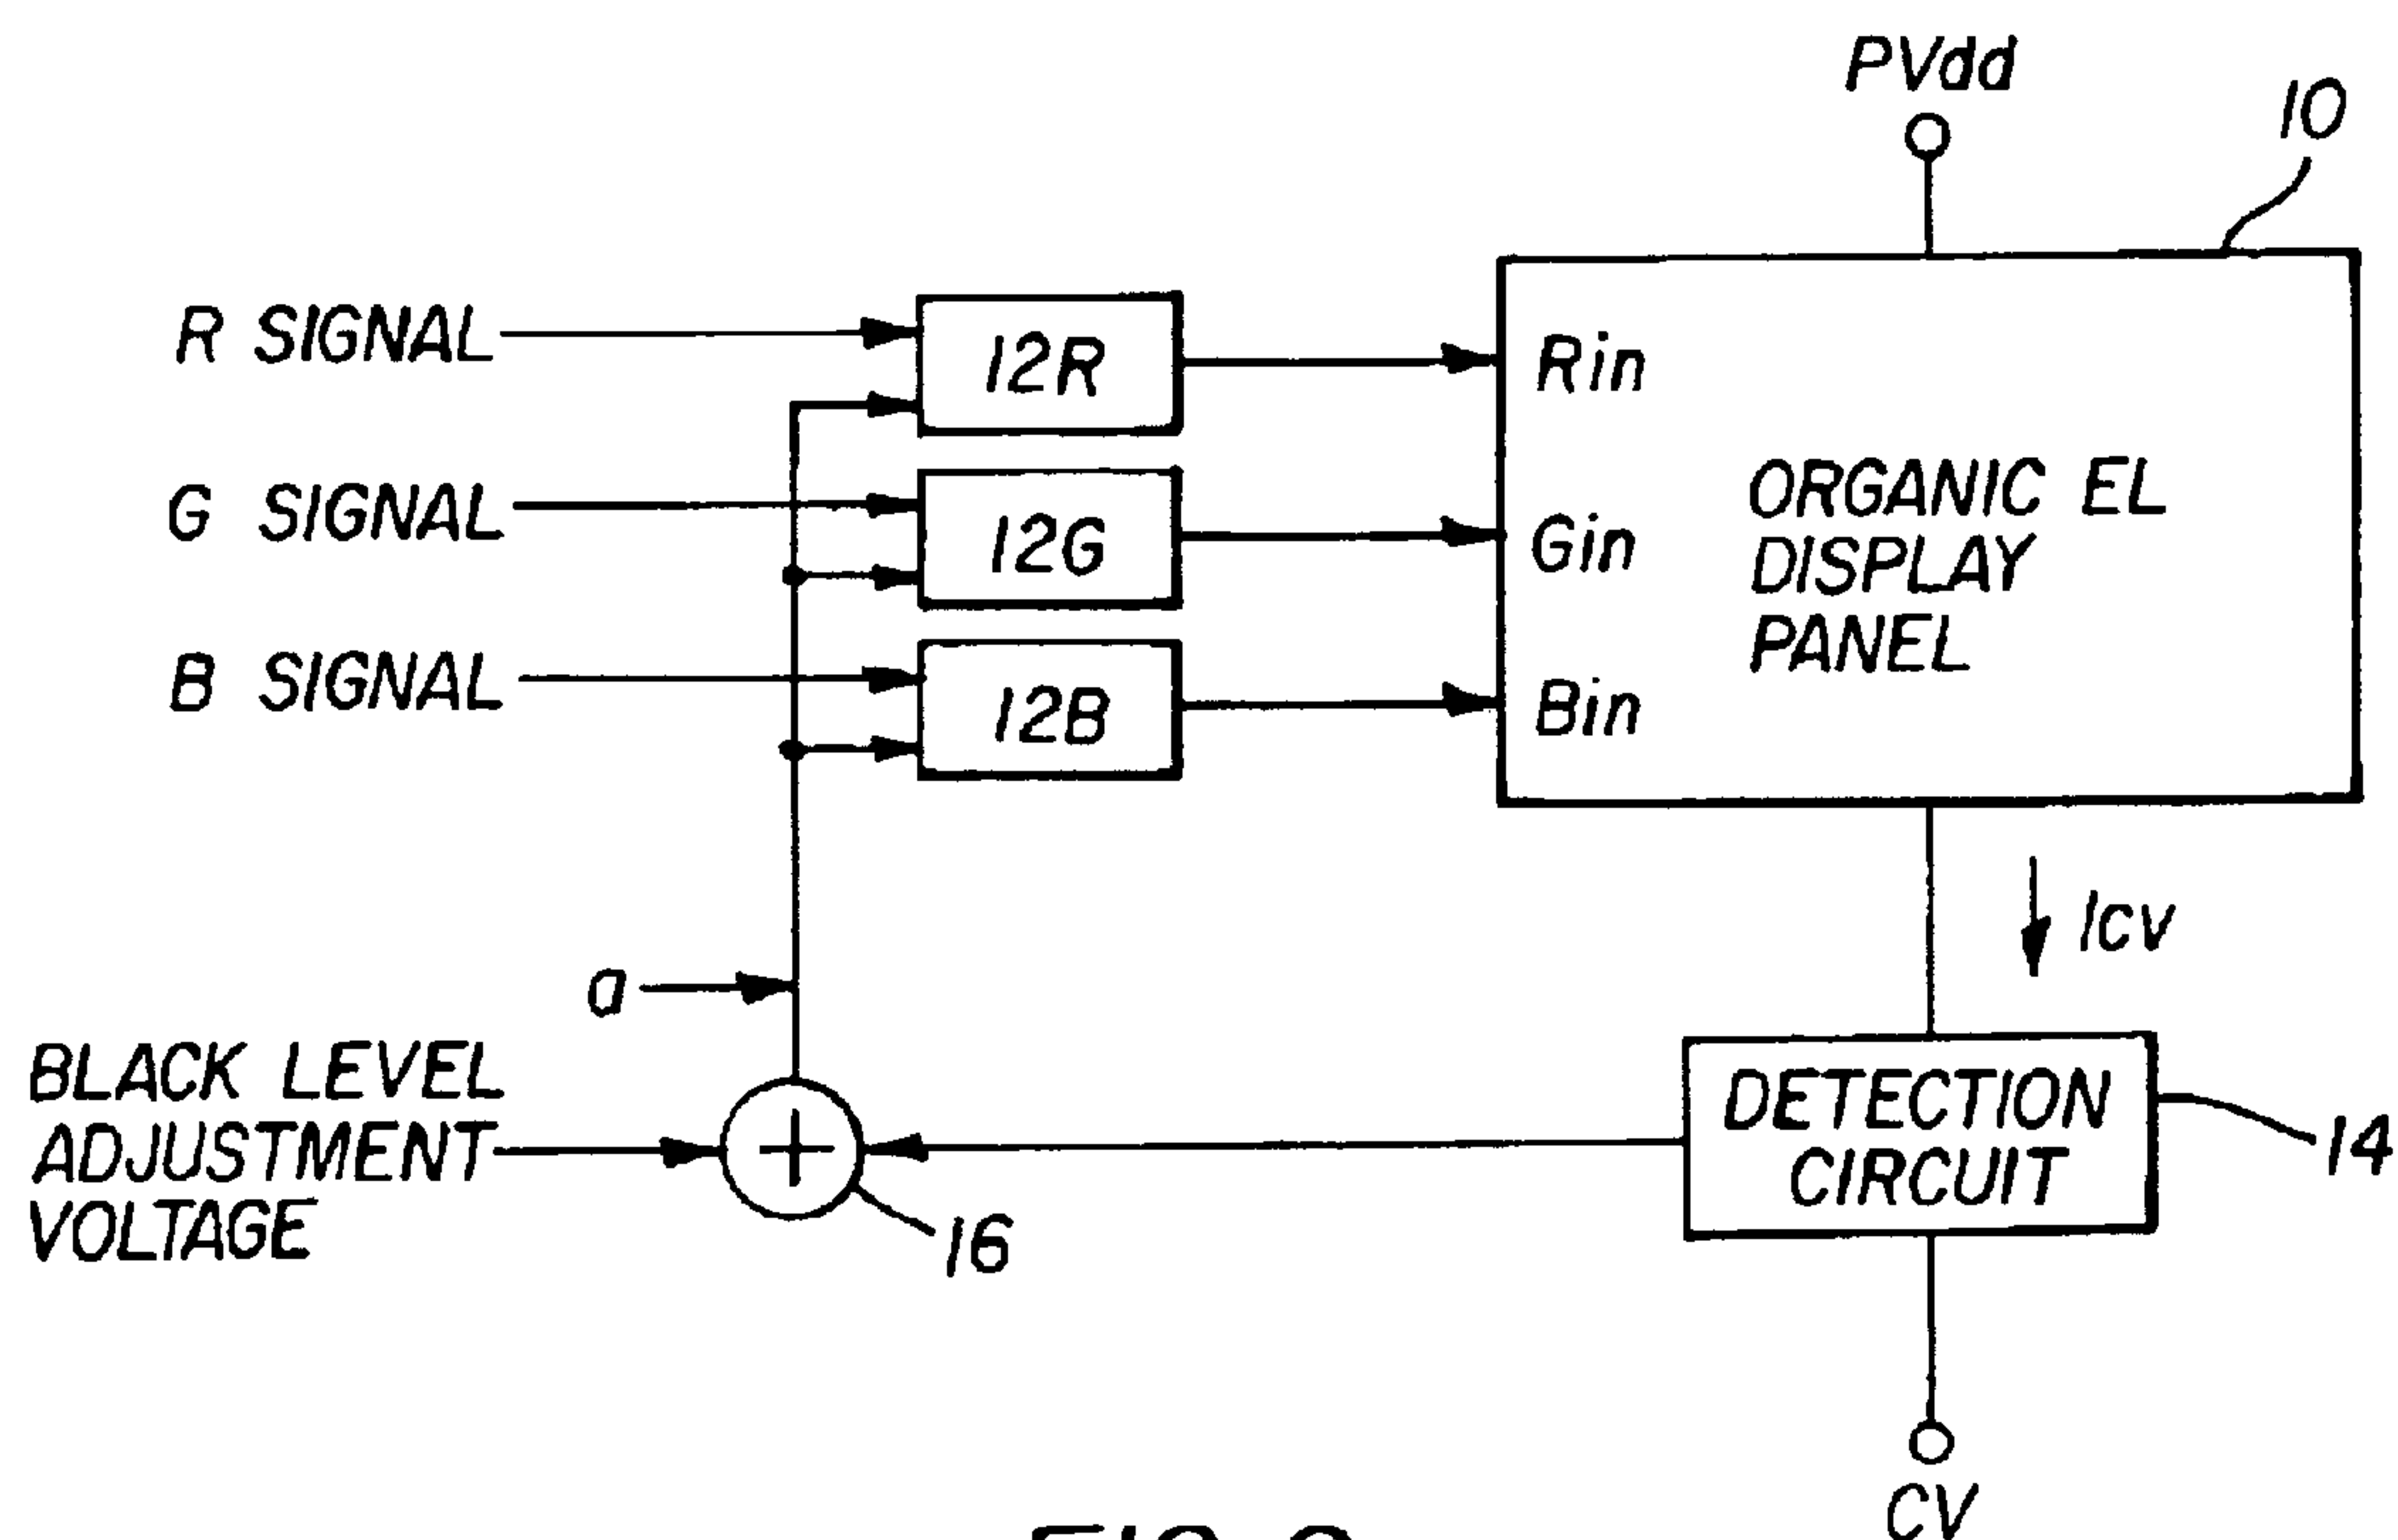 PVdd
10
R SIGNAL
12R
Rin
G SIGNAL
12G
Gin
ORGANIC EL
DISPLAY
PANEL
B SIGNAL
12B
Bin
Icv
a
BLACK LEVEL
ADJUSTMENT
VOLTAGE
16
DETECTION
CIRCUIT
14
CV